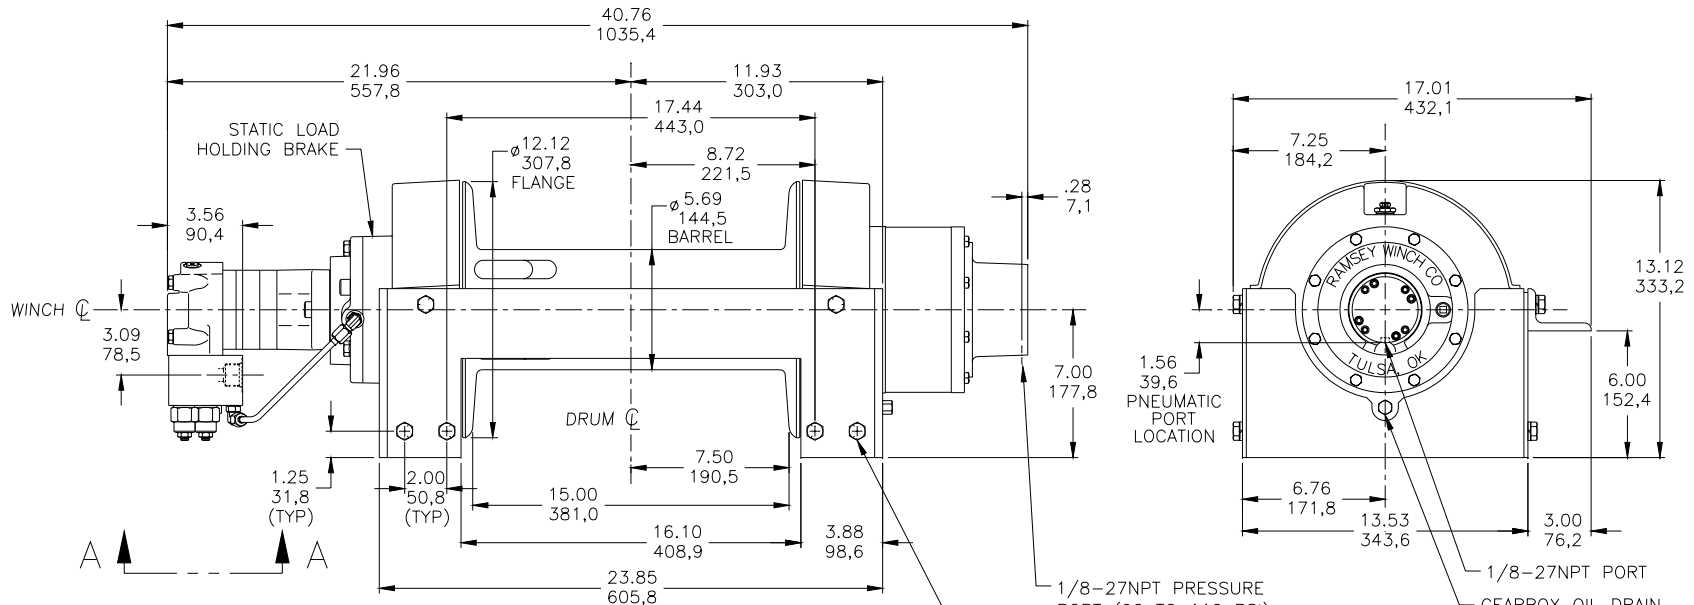 40.76
1035,4
21.96
557,8
11.93
303,0
17.44
443,0
STATIC LOAD
HOLDING BRAKE
ø 12.12
307,8
FLANGE
8.72
221,5
ø 5.69
144,5
BARREL
.28
7,1
3.56
90,4
WINCH ℄
3.09
78,5
DRUM ℄
7.00
177,8
7.50
190,5
1.25
31,8
(TYP)
2.00
50,8
(TYP)
15.00
381,0
16.10
408,9
3.88
98,6
23.85
605,8
A A
1/8-27NPT PRESSURE
17.01
432,1
7.25
184,2
RAMSEY WINCH CO
TULSA, OK
13.12
333,2
1.56
39,6
PNEUMATIC
PORT
LOCATION
6.00
152,4
6.76
171,8
13.53
343,6
3.00
76,2
1/8-27NPT PORT
GEARBOX OIL DRAIN